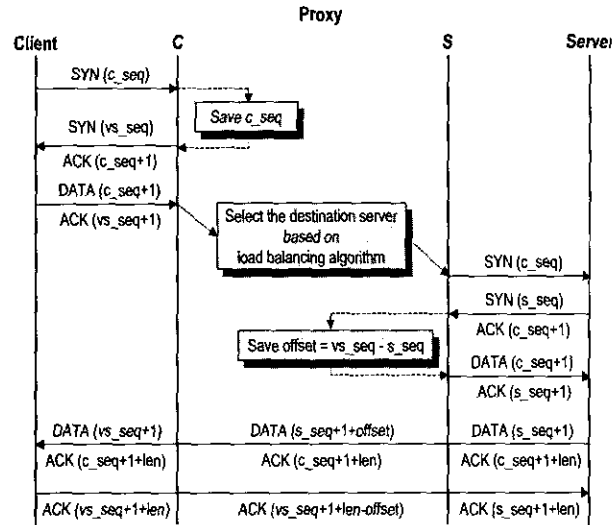 Proxy
Client C S Server
SYN (c_seq)
Save c_seq
SYN (vs_seq)
ACK (c_seq+1)
DATA (c_seq+1)
ACK (vs_seq+1)
Select the destination server
based on
load balancing algorithm
SYN (c_seq)
SYN (s_seq)
ACK (c_seq+1)
Save offset = vs_seq - s_seq
DATA (c_seq+1)
ACK (s_seq+1)
DATA (vs_seq+1) DATA (s_seq+1+offset) DATA (s_seq+1)
ACK (c_seq+1+len) ACK (c_seq+1+len) ACK (c_seq+1+len)
ACK (vs_seq+1+len) ACK (vs_seq+1+len-offset) ACK (s_seq+1+len)